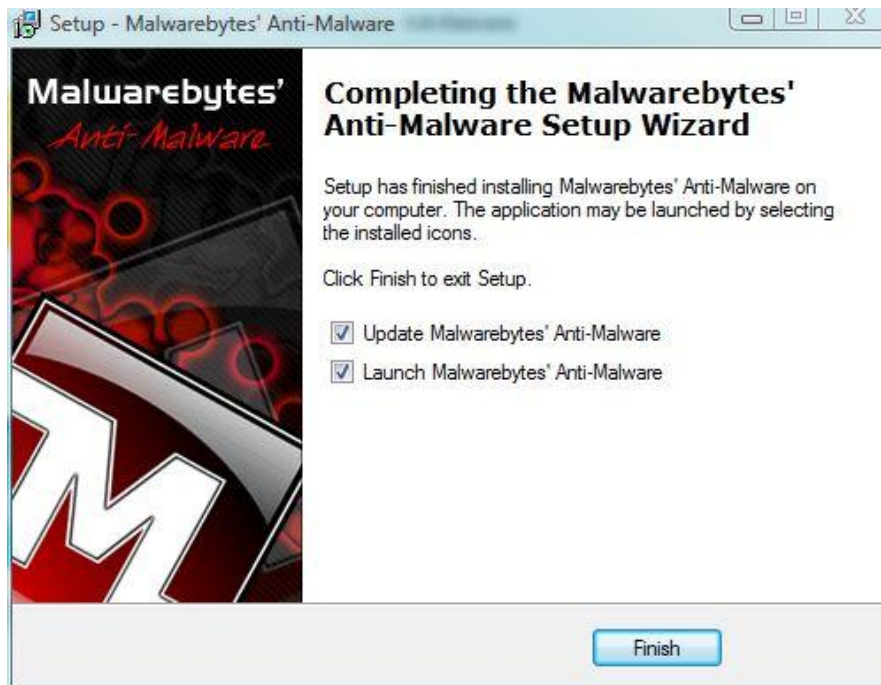 Setup - Malwarebytes' Anti-Malware
Malwarebytes'
Anti-Malware
Completing the Malwarebytes'
Anti-Malware Setup Wizard
Setup has finished installing Malwarebytes' Anti-Malware on
your computer. The application may be launched by selecting
the installed icons.
Click Finish to exit Setup.
Update Malwarebytes' Anti-Malware
Launch Malwarebytes' Anti-Malware
M
Finish